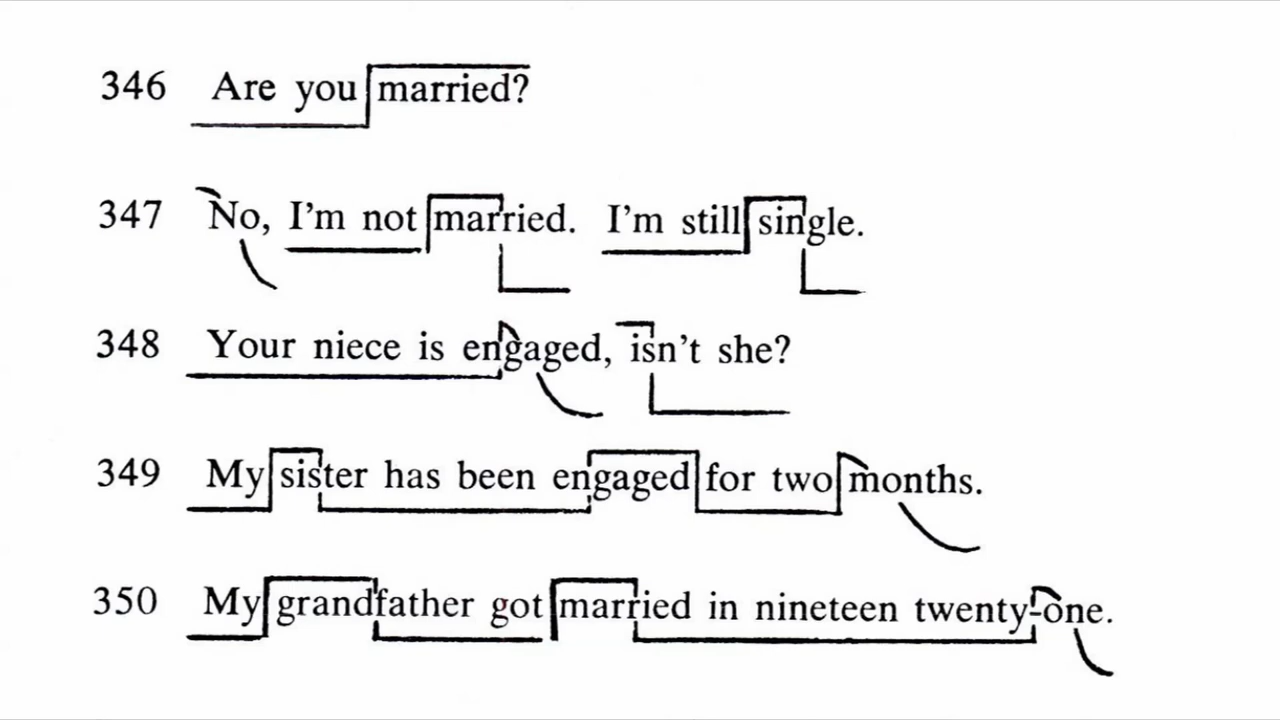 346 Are you married?
347 No, I'm not married. I'm still single.
348 Your niece is engaged, isn't she?
349 My sister has been engaged for two months.
350 My grandfather got married in nineteen twenty-one.